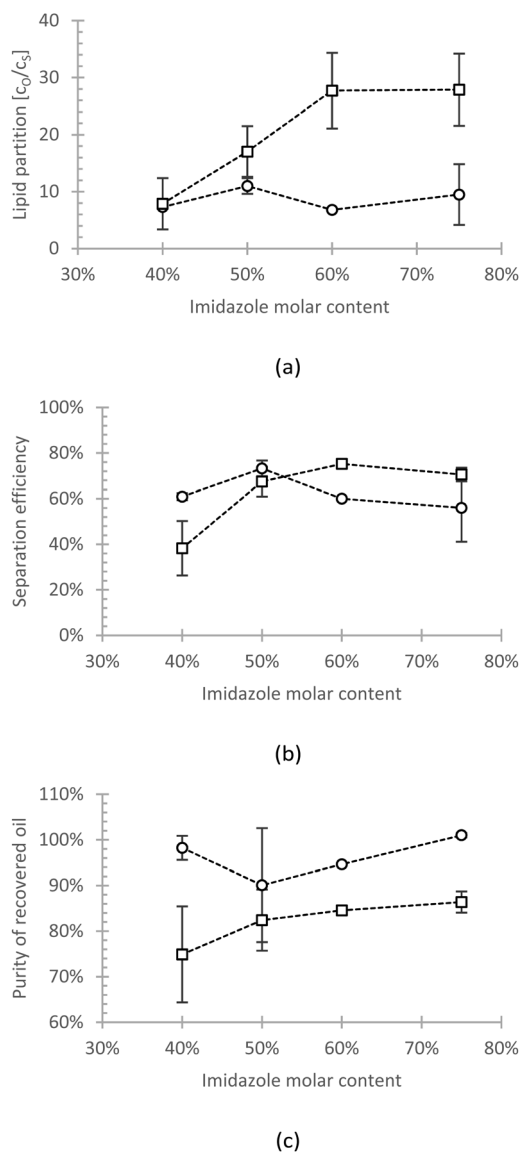 Lipid partition [cO/cS]
40
30
20
10
0
30% 40% 50% 60% 70% 80%
Imidazole molar content
(a)
Separation efficiency
100%
80%
60%
40%
20%
0%
30% 40% 50% 60% 70% 80%
Imidazole molar content
(b)
Purity of recovered oil
110%
100%
90%
80%
70%
60%
30% 40% 50% 60% 70% 80%
Imidazole molar content
(c)